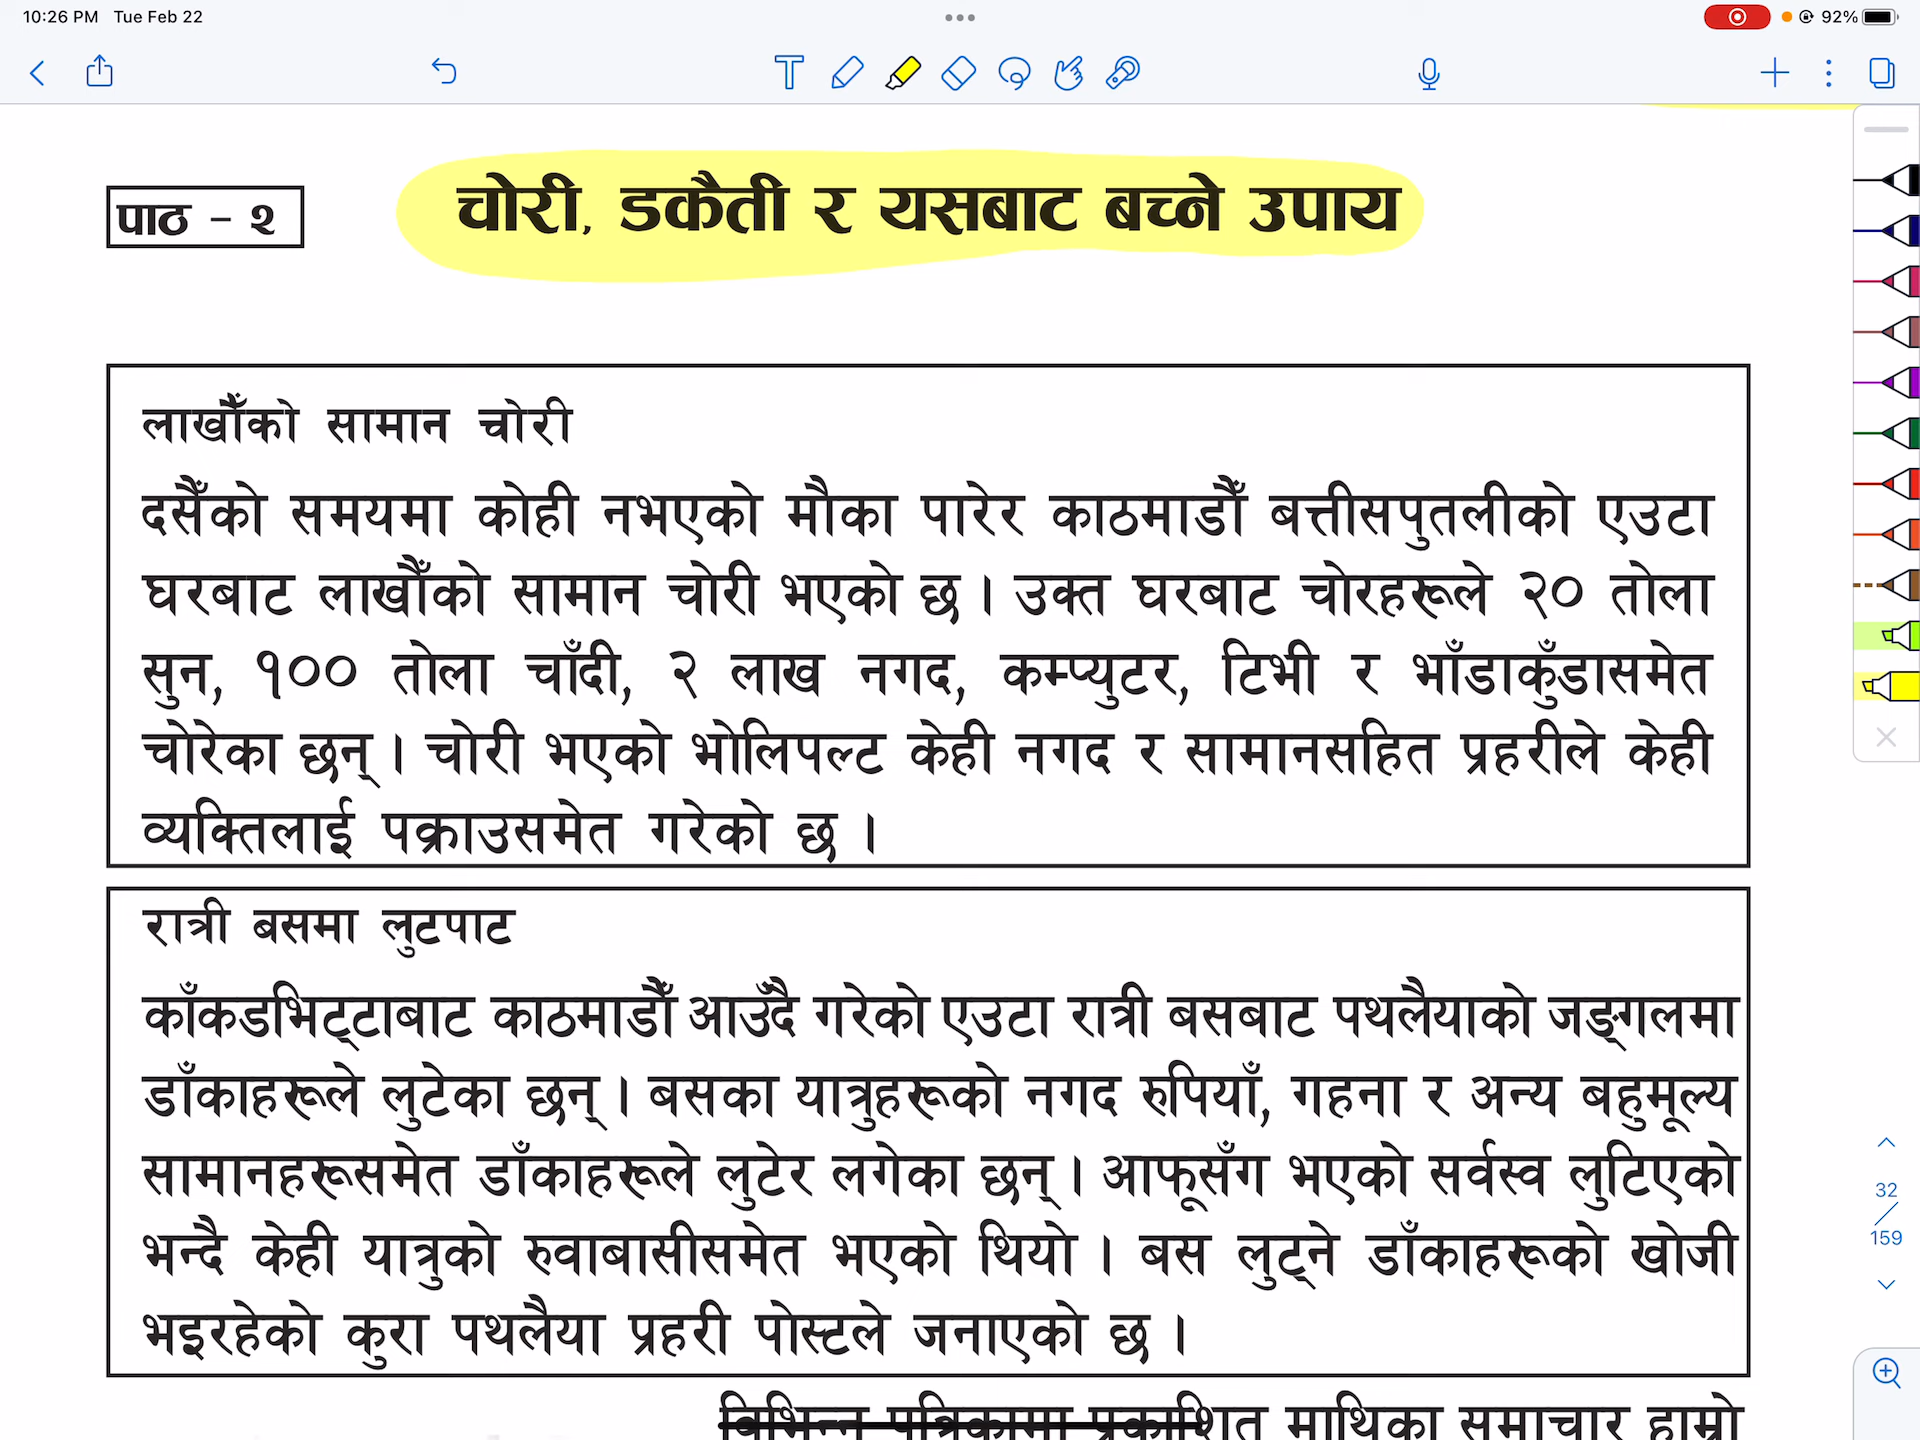 10:26 PM Tue Feb 22
92%
पाठ - २
चोरी, डकैती र यसबाट बच्ने उपाय
लाखौँको सामान चोरी
दसैँको समयमा कोही नभएको मौका पारेर काठमाडौँ बत्तीसपुतलीको एउटा
घरबाट लाखौँको सामान चोरी भएको छ । उक्त घरबाट चोरहरूले २० तोला
सुन, १०० तोला चाँदी, २ लाख नगद, कम्प्युटर, टिभी र भाँडाकुँडासमेत
चोरेका छन् । चोरी भएको भोलिपल्ट केही नगद र सामानसहित प्रहरीले केही
व्यक्तिलाई पक्राउसमेत गरेको छ ।
रात्री बसमा लुटपाट
काँकडभिट्टाबाट काठमाडौँ आउँदै गरेको एउटा रात्री बसबाट पथलैयाको जङ्गलमा
डाँकाहरूले लुटेका छन् । बसका यात्रुहरूको नगद रुपियाँ, गहना र अन्य बहुमूल्य
सामानहरूसमेत डाँकाहरूले लुटेर लगेका छन् । आफूसँग भएको सर्वस्व लुटिएको
भन्दै केही यात्रुको रुवाबासीसमेत भएको थियो । बस लुट्ने डाँकाहरूको खोजी
भइरहेको कुरा पथलैया प्रहरी पोस्टले जनाएको छ ।
विभिन्न पत्रिकामा प्रकाशित माथिका समाचार हाम्रो
32
159